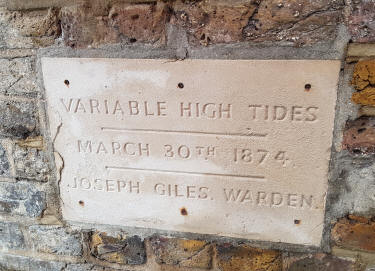 VARIABLE HIGH TIDES
MARCH 30TH 1874.
JOSEPH GILES. WARDEN.